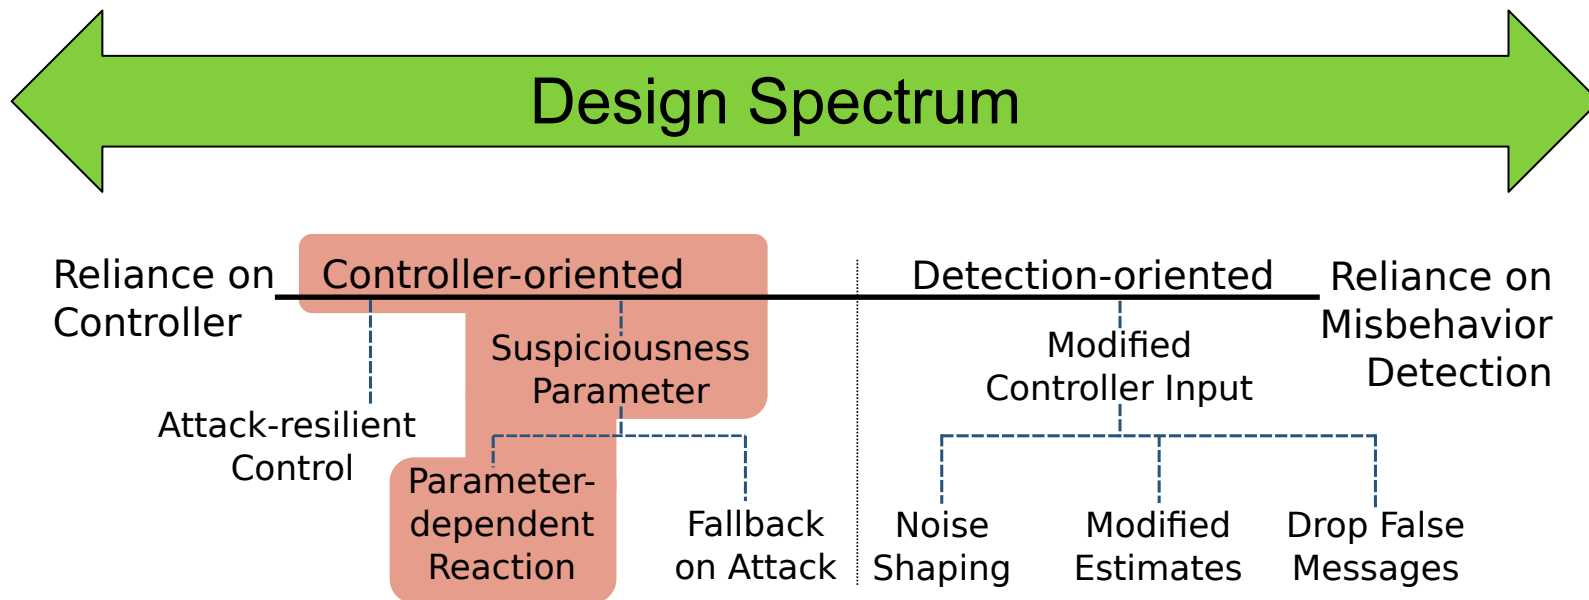 Design Spectrum
Reliance on
Controller
Controller-oriented
Detection-oriented
Reliance on
Misbehavior
Detection
Suspiciousness
Parameter
Modified
Controller Input
Attack-resilient
Control
Parameter-
dependent
Reaction
Fallback
on Attack
Noise
Shaping
Modified
Estimates
Drop False
Messages